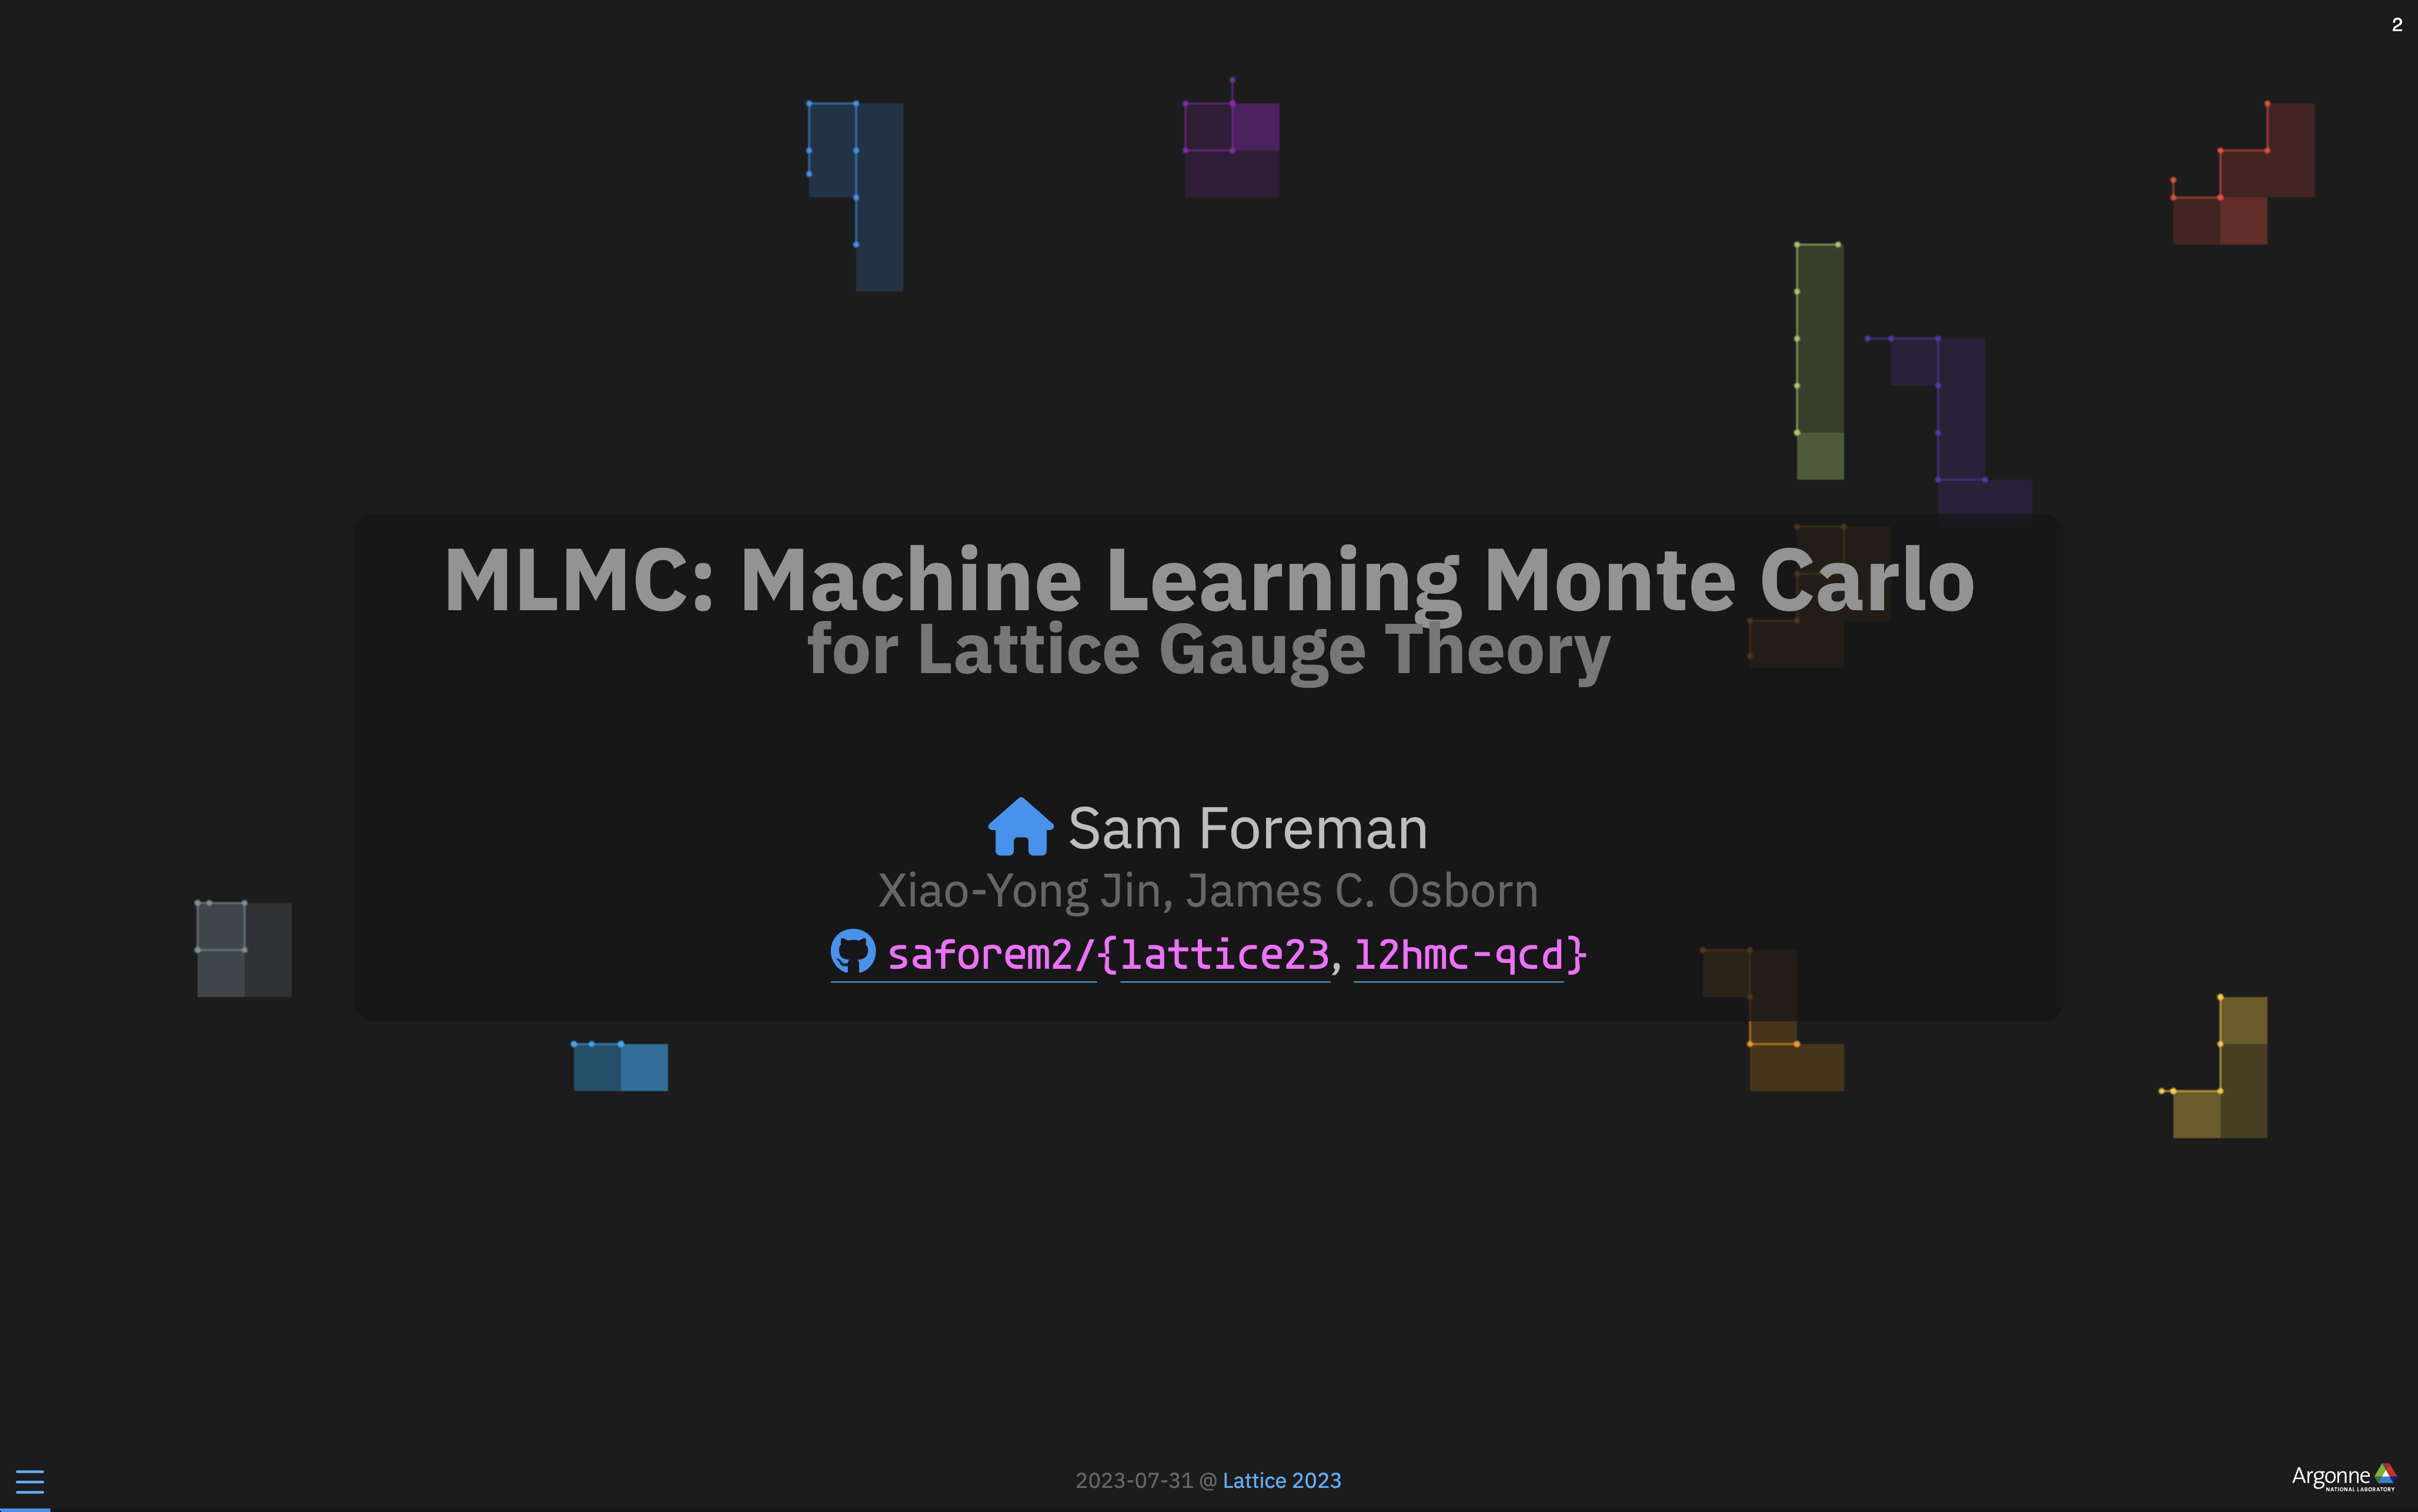 2
MLMC: Machine Learning Monte Carlo
for Lattice Gauge Theory
Sam Foreman
Xiao-Yong Jin, James C. Osborn
saforem2/{lattice23, l2hmc-qcd}
2023-07-31 @ Lattice 2023
Argonne
NATIONAL LABORATORY